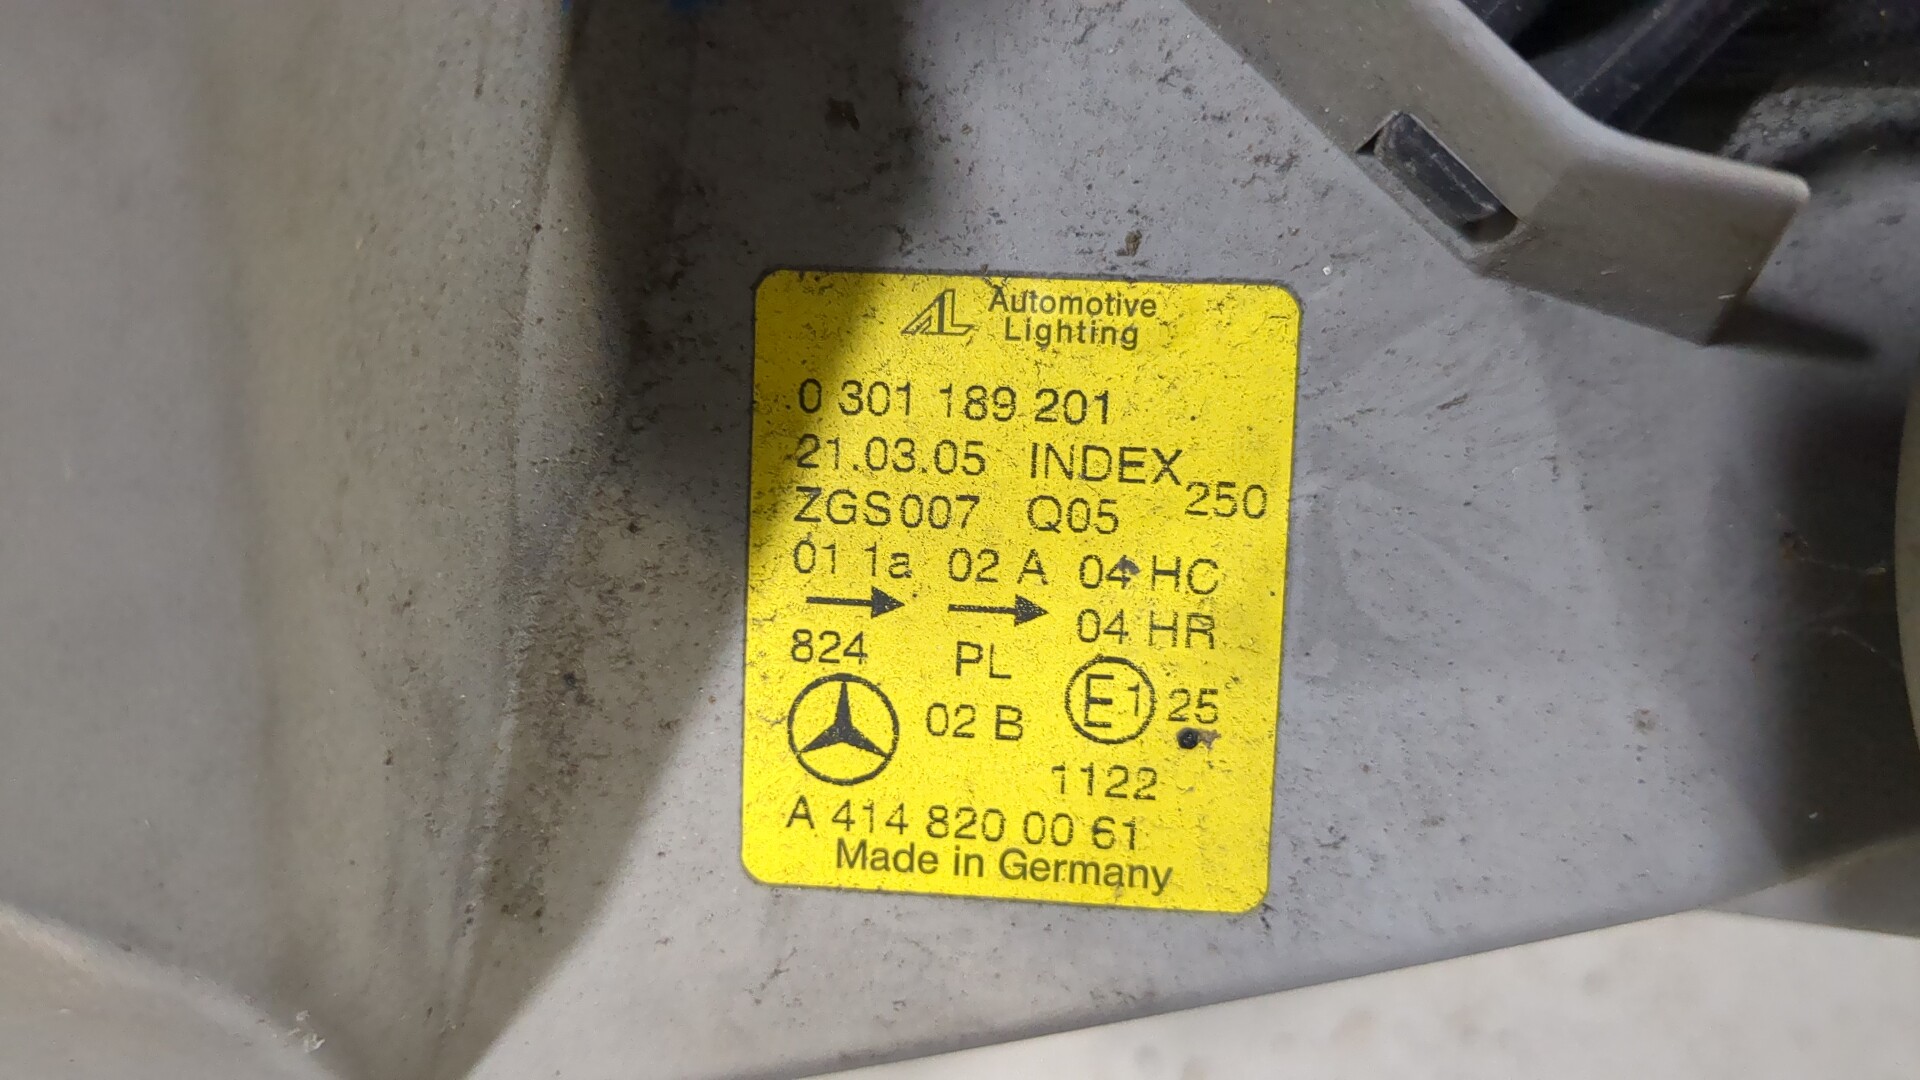 AL Automotive
Lighting
0 301 189 201
21.03.05 INDEX 250
ZGS007 Q05
01 1a 02 A 04 HC
04 HR
824 PL
02 B E1 25
1122
A 414 820 00 61
Made in Germany